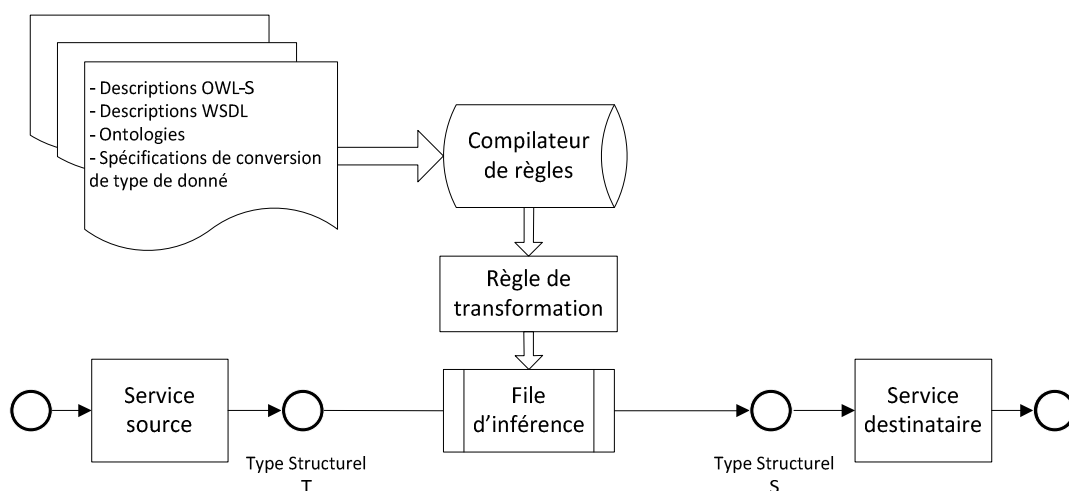 - Descriptions OWL-S
- Descriptions WSDL
- Ontologies
- Spécifications de conversion
de type de donné
Compilateur
de règles
Règle de
transformation
Service
source
File
d'inférence
Service
destinataire
Type Structurel
T
Type Structurel
S